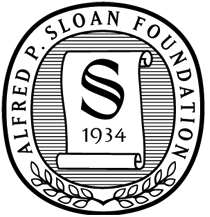 ALFRED P. SLOAN FOUNDATION
S
1934